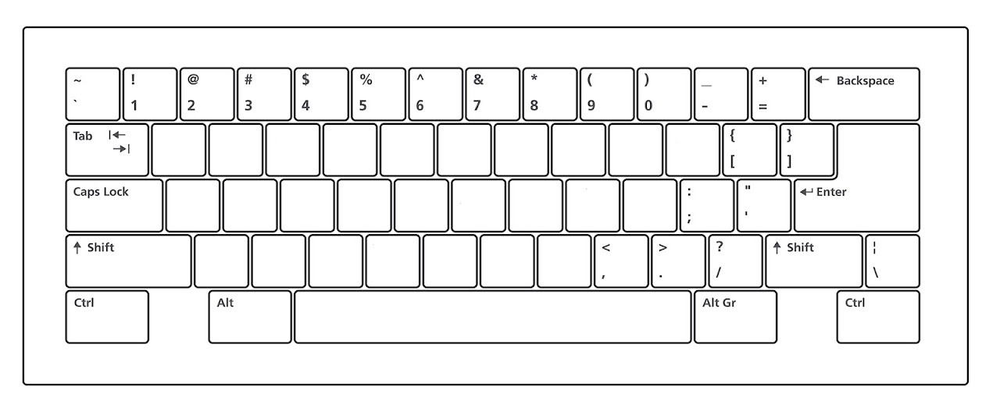 ~ ! @ # $ % ^ & * ( ) _ + ← Backspace
` 1 2 3 4 5 6 7 8 9 0 - =
Tab |← { }
→| [ ]
Caps Lock : " ↵ Enter
; '
↑ Shift < > ? ↑ Shift ¦
, . / \
Ctrl Alt Alt Gr Ctrl